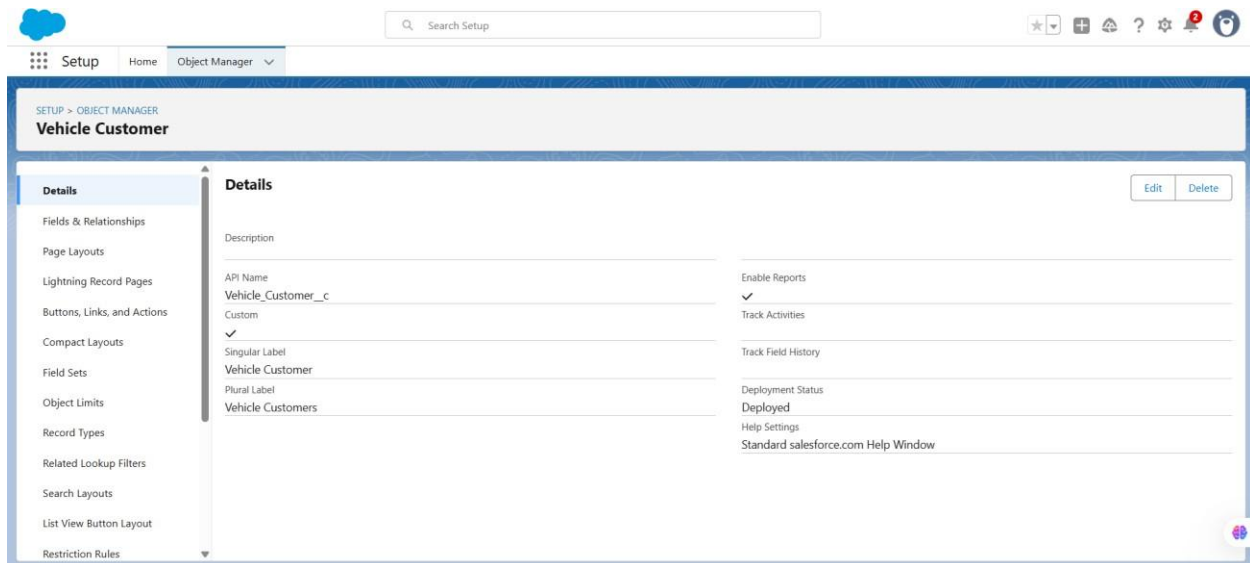 Search Setup
2
Setup
Home
Object Manager
SETUP > OBJECT MANAGER
Vehicle Customer
Details
Fields & Relationships
Page Layouts
Lightning Record Pages
Buttons, Links, and Actions
Compact Layouts
Field Sets
Object Limits
Record Types
Related Lookup Filters
Search Layouts
List View Button Layout
Restriction Rules
Details
Edit
Delete
Description
API Name
Vehicle_Customer__c
Custom
Singular Label
Vehicle Customer
Plural Label
Vehicle Customers
Enable Reports
Track Activities
Track Field History
Deployment Status
Deployed
Help Settings
Standard salesforce.com Help Window